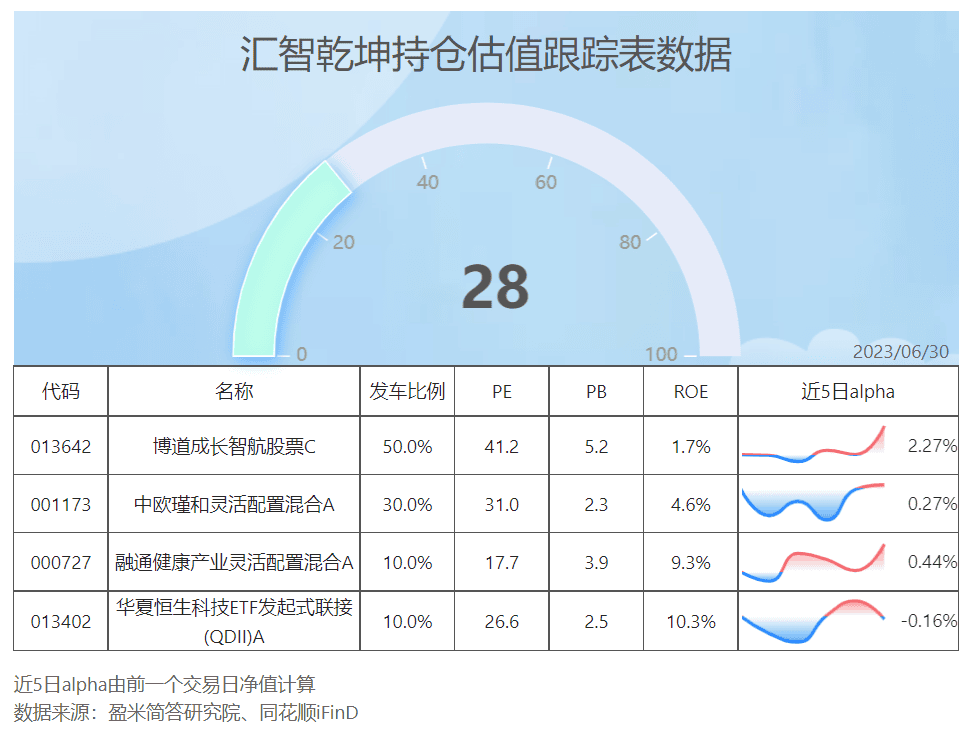 汇智乾坤持仓估值跟踪表数据
40 60
20 80
28
0 100
2023/06/30
代码 名称 发车比例 PE PB ROE 近5日alpha
013642 博道成长智航股票C 50.0% 41.2 5.2 1.7% 2.27%
001173 中欧瑾和灵活配置混合A 30.0% 31.0 2.3 4.6% 0.27%
000727 融通健康产业灵活配置混合A 10.0% 17.7 3.9 9.3% 0.44%
华夏恒生科技ETF发起式联接
013402 10.0% 26.6 2.5 10.3% -0.16%
(QDII)A
近5日alpha由前一个交易日净值计算
数据来源：盈米简答研究院、同花顺iFinD